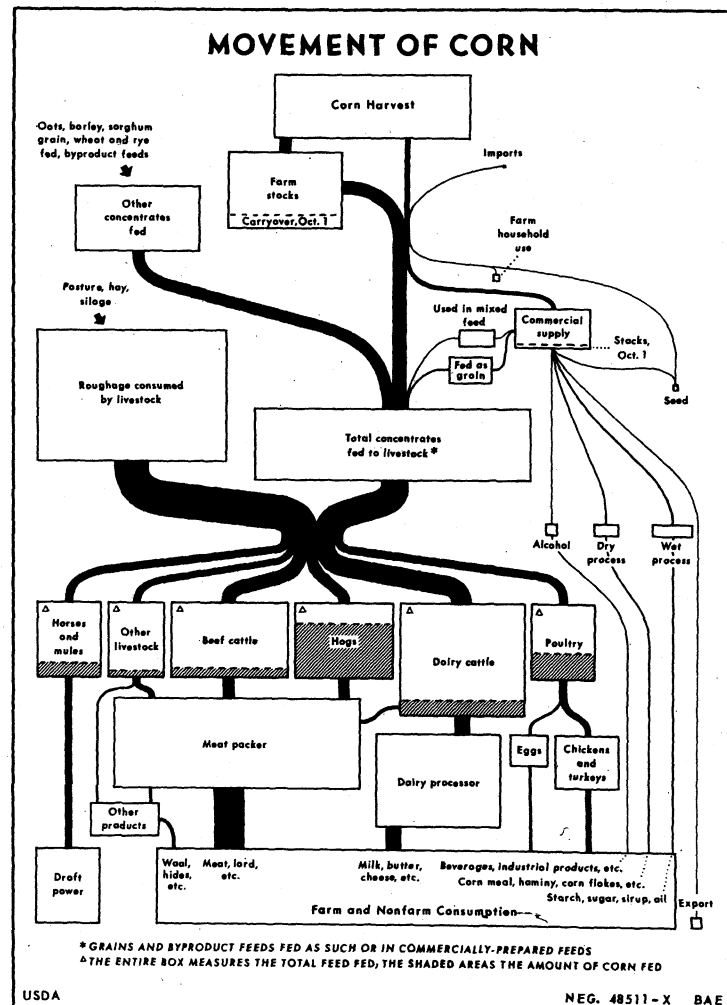 MOVEMENT OF CORN
Corn Harvest
Oats, barley, sorghum
grain, wheat and rye
fed, byproduct feeds
Imports
Farm
stocks
Carryover, Oct. 1
Other
concentrates
fed
Farm
household
use
Pasture, hay,
silage
Used in mixed
feed
Commercial
supply
Stocks,
Oct. 1
Fed as
grain
Roughage consumed
by livestock
Seed
Total concentrates
fed to livestock *
Alcohol
Dry
process
Wet
process
Δ
Horses
and
mules
Δ
Other
livestock
Δ
Beef cattle
Δ
Hogs
Δ
Dairy cattle
Δ
Poultry
Meat packer
Eggs
Chickens
and
turkeys
Dairy processor
Other
products
Draft
power
Wool,
hides,
etc.
Meat, lard,
etc.
Milk, butter,
cheese, etc.
Beverages, industrial products, etc.
Corn meal, hominy, corn flakes, etc.
Starch, sugar, sirup, oil
Export
Farm and Nonfarm Consumption
* GRAINS AND BYPRODUCT FEEDS FED AS SUCH OR IN COMMERCIALLY-PREPARED FEEDS
Δ THE ENTIRE BOX MEASURES THE TOTAL FEED FED, THE SHADED AREAS THE AMOUNT OF CORN FED
USDA
NEG. 48511-X BAE